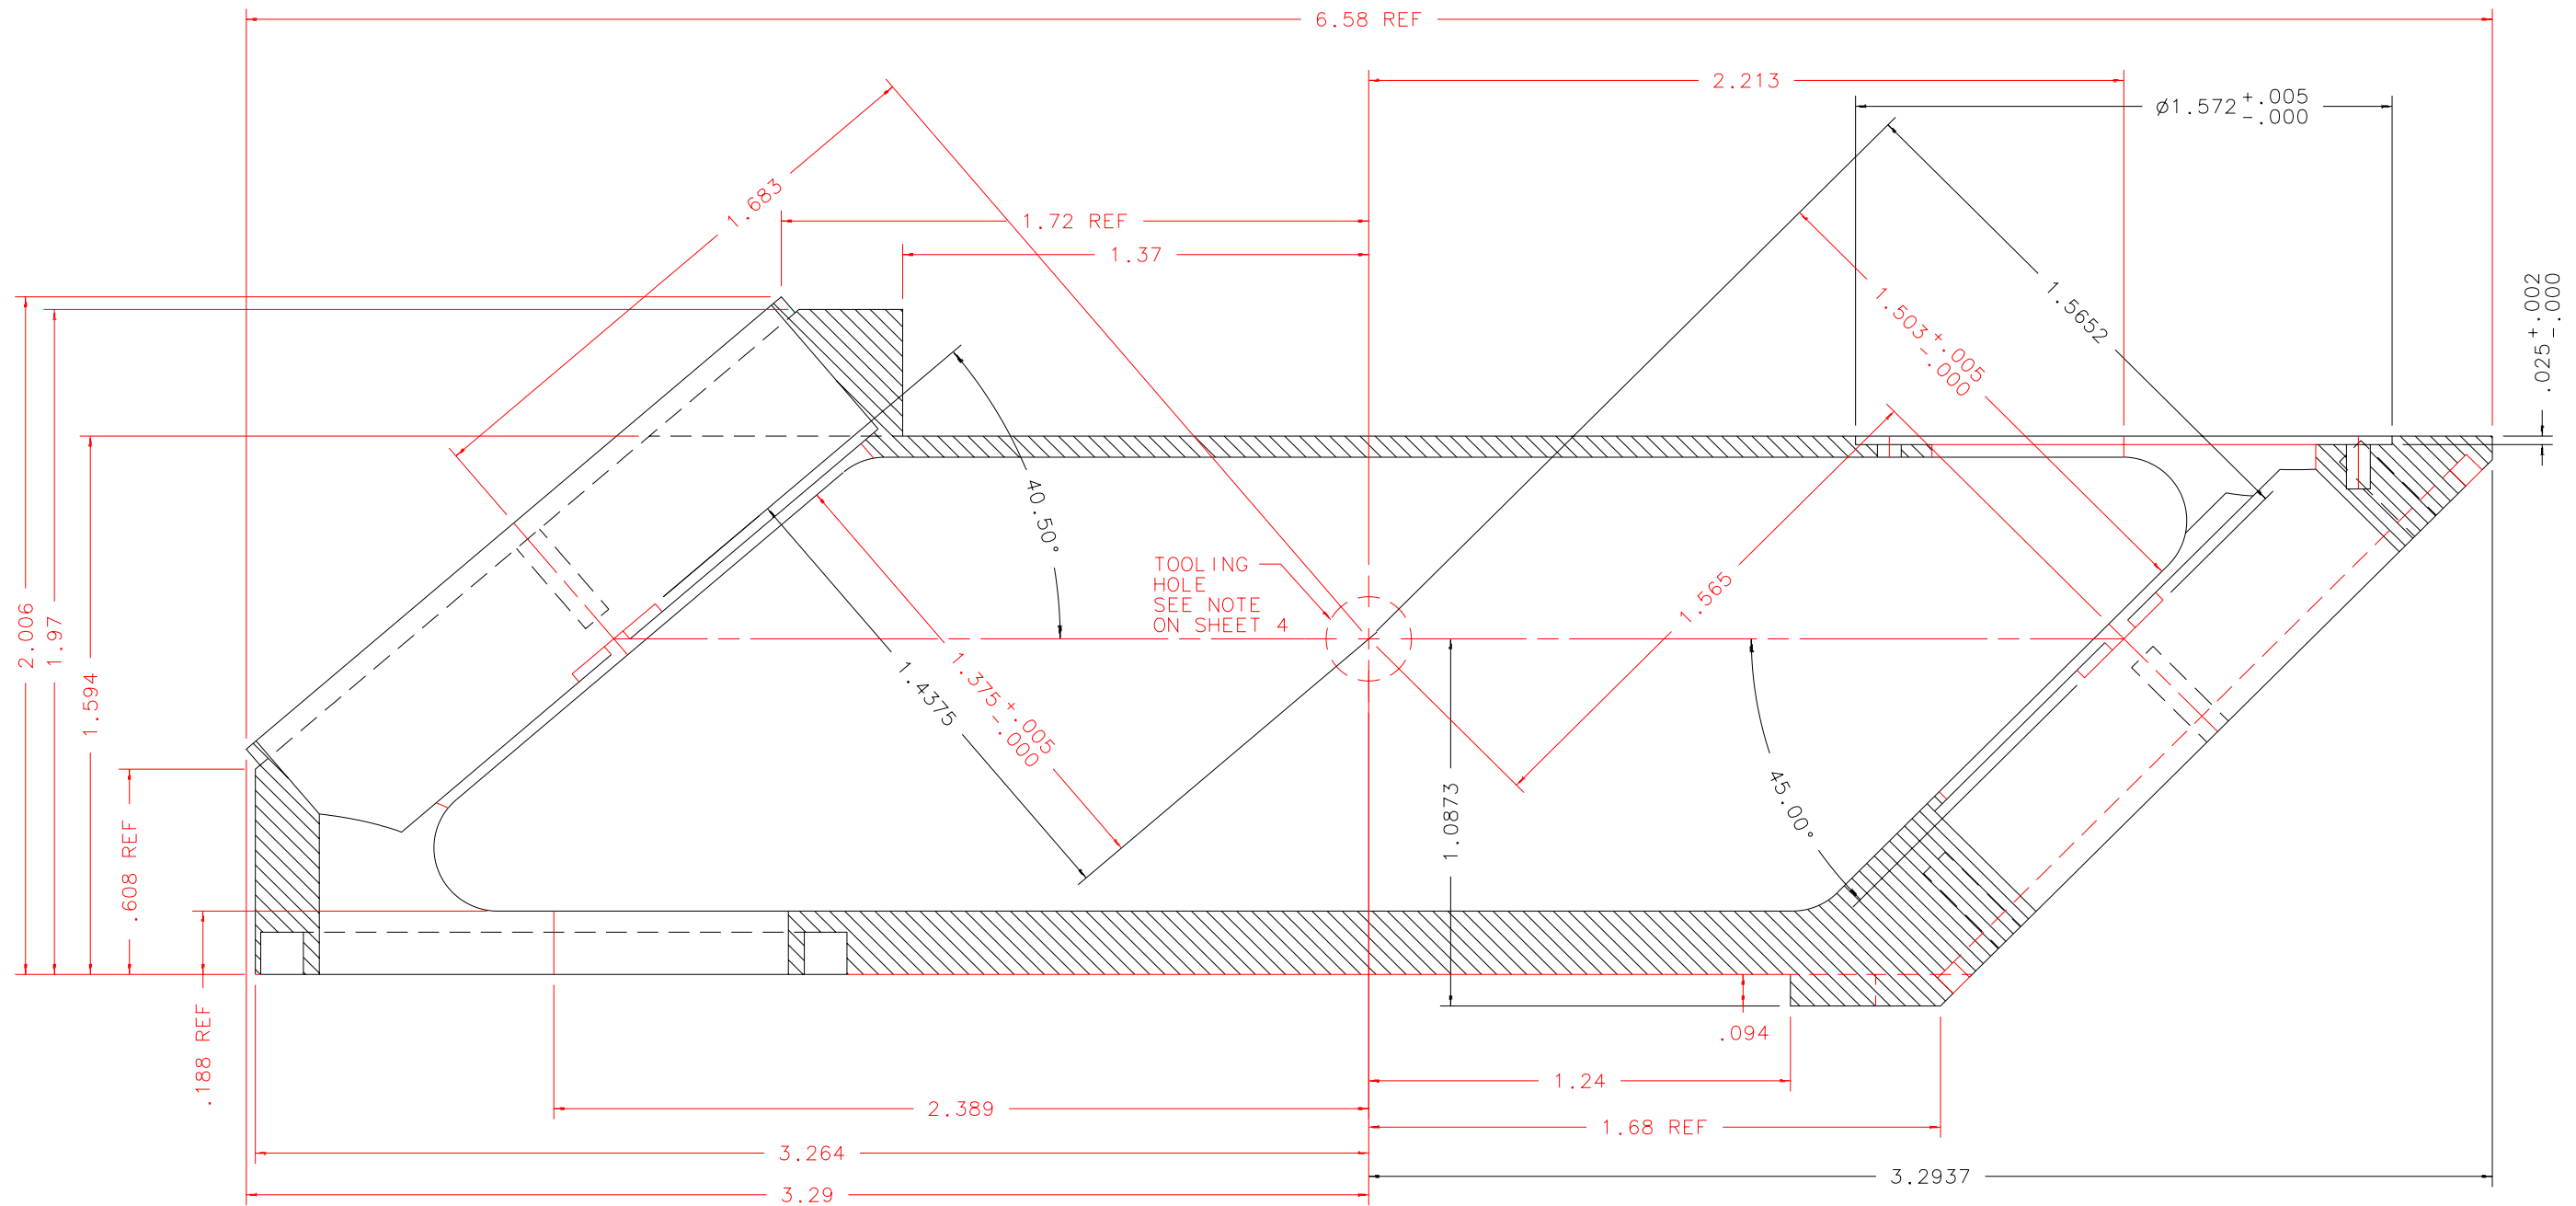 6.58 REF
2.213
⌀1.572 +.005
-.000
1.683
1.72 REF
1.37
1.5652
1.503 +.005
-.000
.025 +.002
-.000
40.50°
TOOLING
HOLE
SEE NOTE
ON SHEET 4
1.565
2.006
1.97
1.594
1.4375
1.375 +.005
-.000
45.00°
1.0873
.608 REF
.188 REF
.094
1.24
2.389
1.68 REF
3.264
3.2937
3.29